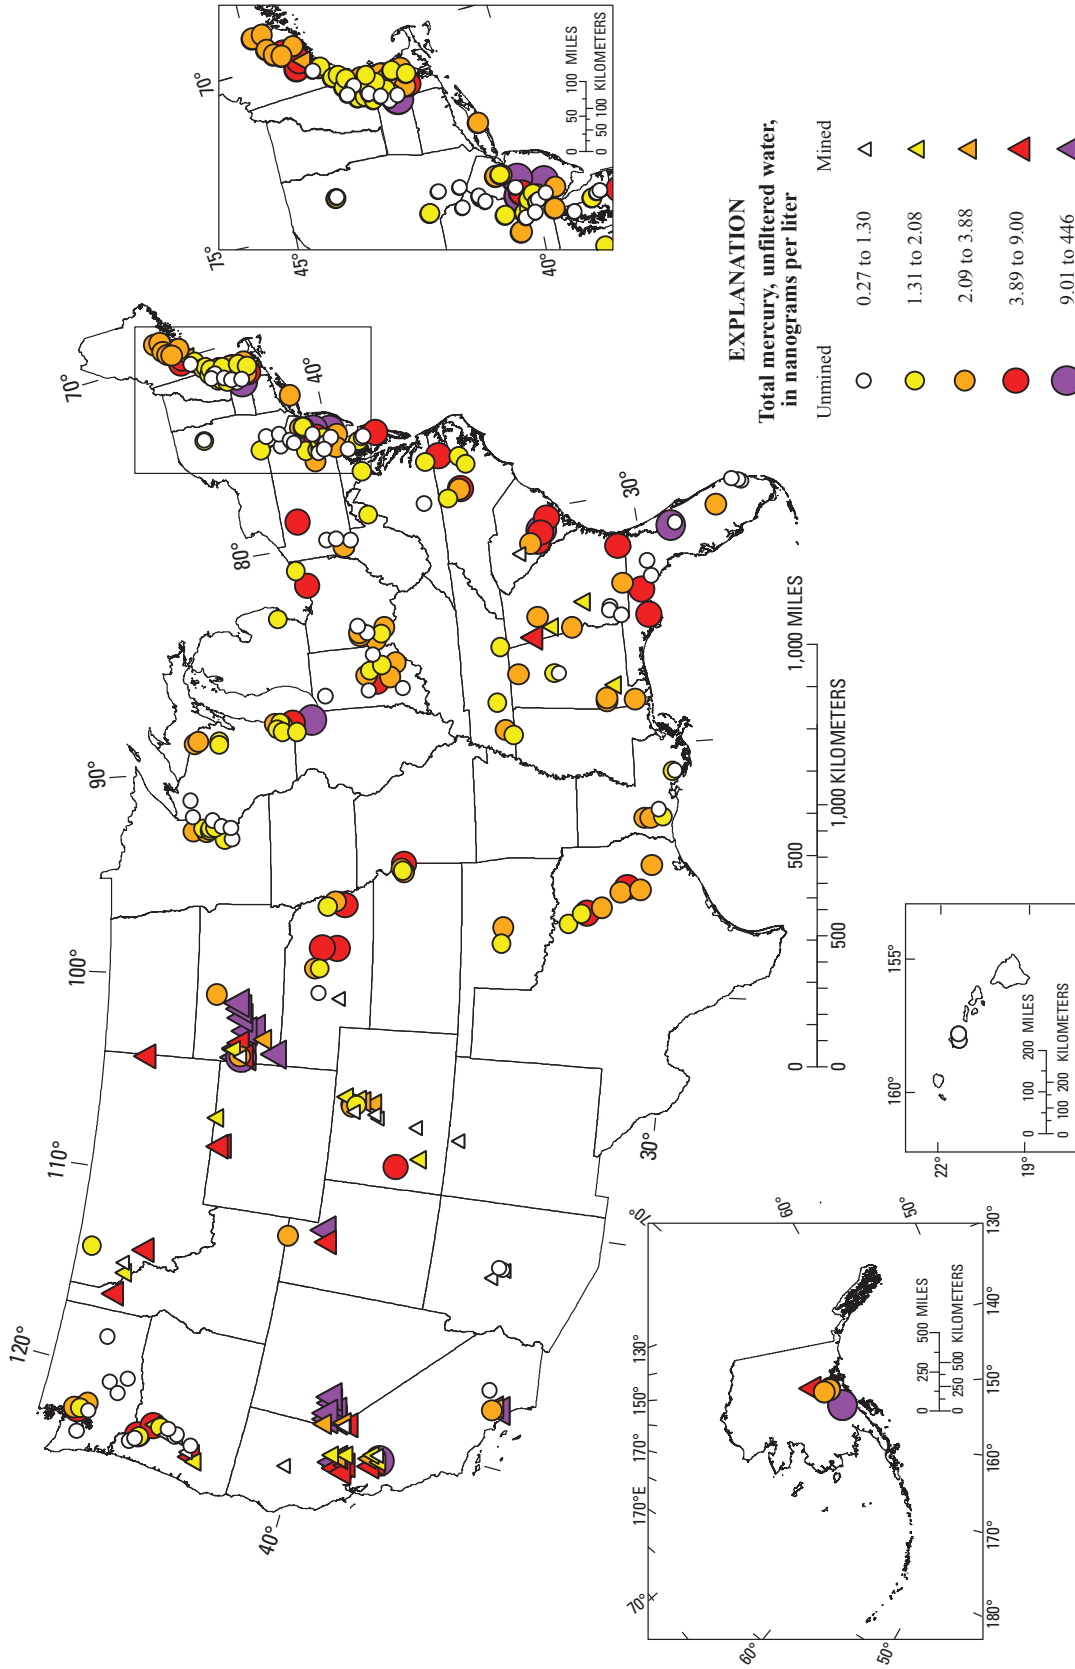 EXPLANATION
Total mercury, unfiltered water,
in nanograms per liter
Unmined
Mined
0.27 to 1.30
1.31 to 2.08
2.09 to 3.88
3.89 to 9.00
9.01 to 446
120°
110°
100°
90°
80°
70°
40°
30°
40°
30°
0 500 1,000 MILES
0 500 1,000 KILOMETERS
75°
70°
45°
40°
0 50 100 MILES
0 50 100 KILOMETERS
160°
155°
22°
19°
0 100 200 MILES
0 100 200 KILOMETERS
70°
60°
50°
130°
140°
150°
160°
170°
180°
50°
60°
70°
170°E
170°
160°
150°
130°
0 250 500 MILES
0 250 500 KILOMETERS